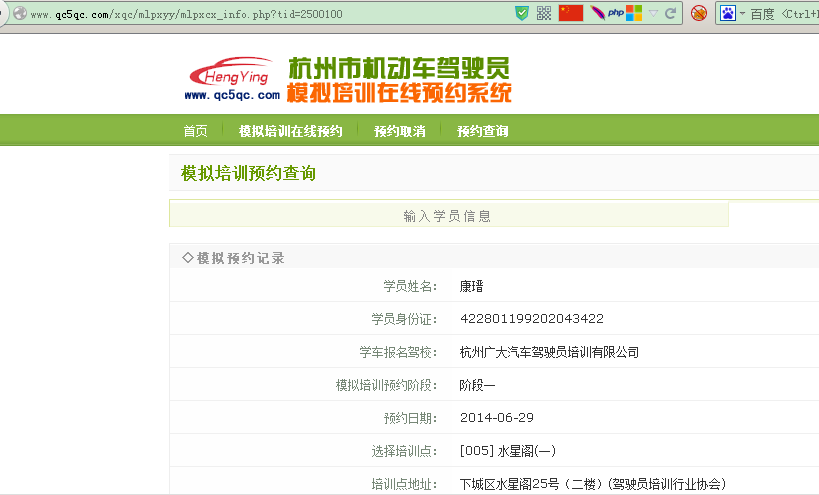 www.qc5qc.com/xqc/mlpxyy/mlpxcx_info.php?tid=2500100
php
百度 <Ctrl+
HengYing
www.qc5qc.com
杭州市机动车驾驶员
模拟培训在线预约系统
首页 模拟培训在线预约 预约取消 预约查询
模拟培训预约查询
输入学员信息
◇模拟预约记录
学员姓名: 康瑨
学员身份证: 422801199202043422
学车报名驾校: 杭州广大汽车驾驶员培训有限公司
模拟培训预约阶段: 阶段一
预约日期: 2014-06-29
选择培训点: [005] 水星阁(一)
培训点地址: 下城区水星阁25号（二楼）(驾驶员培训行业协会)